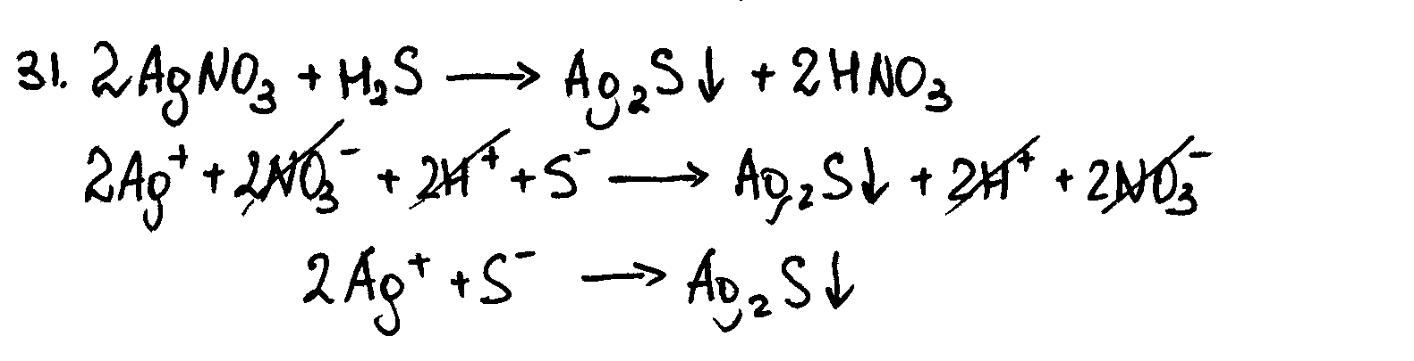 31. 2AgNO₃ + H₂S → Ag₂S↓ + 2HNO₃
2Ag⁺ + 2NO₃⁻ + 2H⁺ + S⁻ → Ag₂S↓ + 2H⁺ + 2NO₃⁻
2Ag⁺ + S⁻ → Ag₂S↓